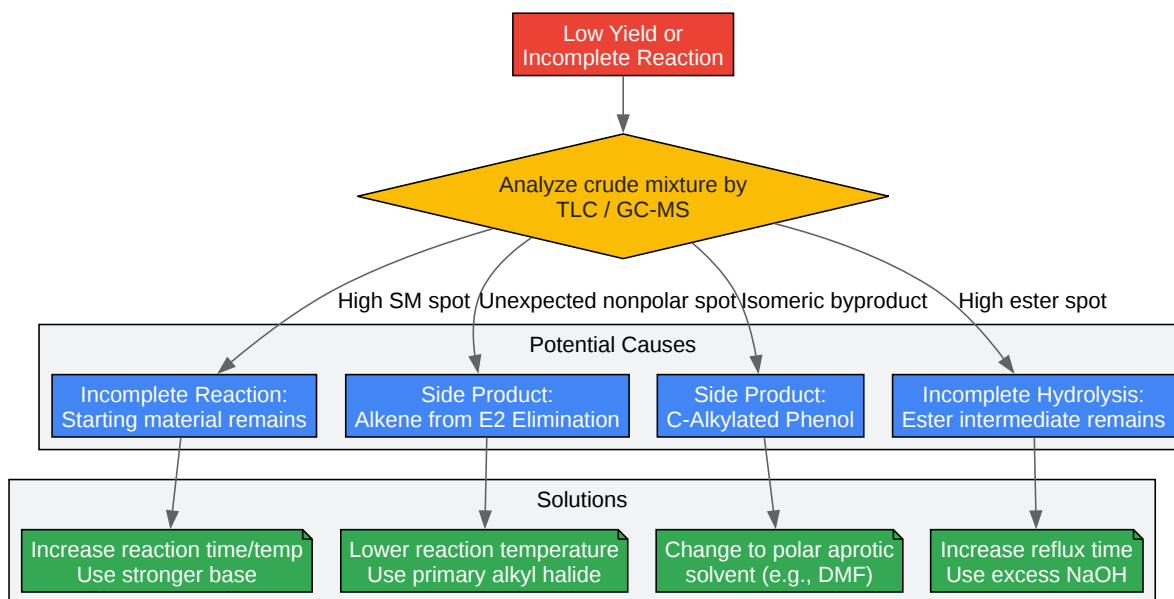 Low Yield or
Incomplete Reaction
Analyze crude mixture by
TLC / GC-MS
High SM spot
Unexpected nonpolar spot
Isomeric byproduct
High ester spot
Potential Causes
Incomplete Reaction:
Starting material remains
Side Product:
Alkene from E2 Elimination
Side Product:
C-Alkylated Phenol
Incomplete Hydrolysis:
Ester intermediate remains
Solutions
Increase reaction time/temp
Use stronger base
Lower reaction temperature
Use primary alkyl halide
Change to polar aprotic
solvent (e.g., DMF)
Increase reflux time
Use excess NaOH